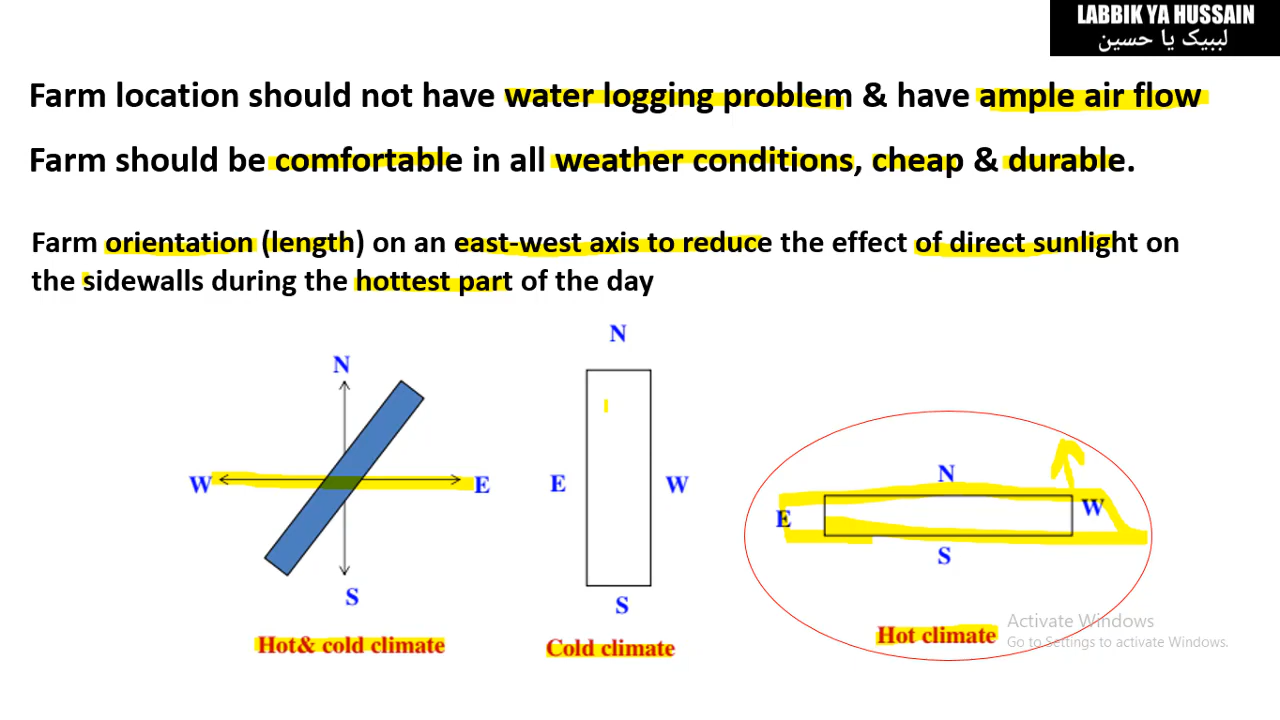 LABBIK YA HUSSAIN
لبیک یا حسین
Farm location should not have water logging problem & have ample air flow
Farm should be comfortable in all weather conditions, cheap & durable.
Farm orientation (length) on an east-west axis to reduce the effect of direct sunlight on
the sidewalls during the hottest part of the day
N
W
E
S
Hot& cold climate
N
E
W
S
Cold climate
N
E
W
S
Hot climate
Activate Windows
Go to Settings to activate Windows.